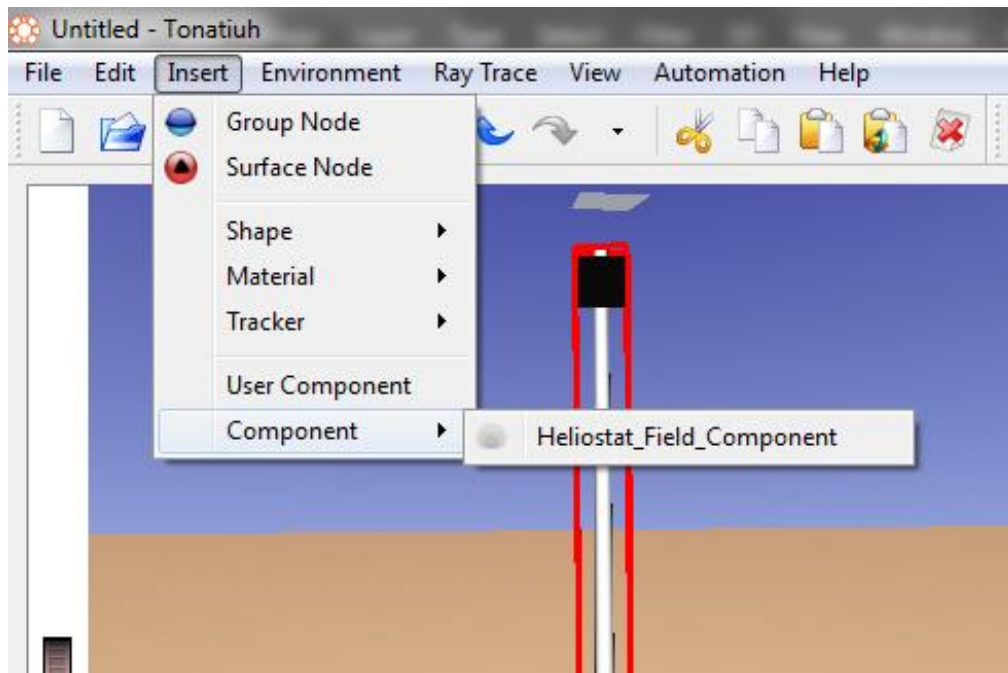 Untitled - Tonatiuh
File Edit Insert Environment Ray Trace View Automation Help
Group Node
Surface Node
Shape
Material
Tracker
User Component
Component
Heliostat_Field_Component